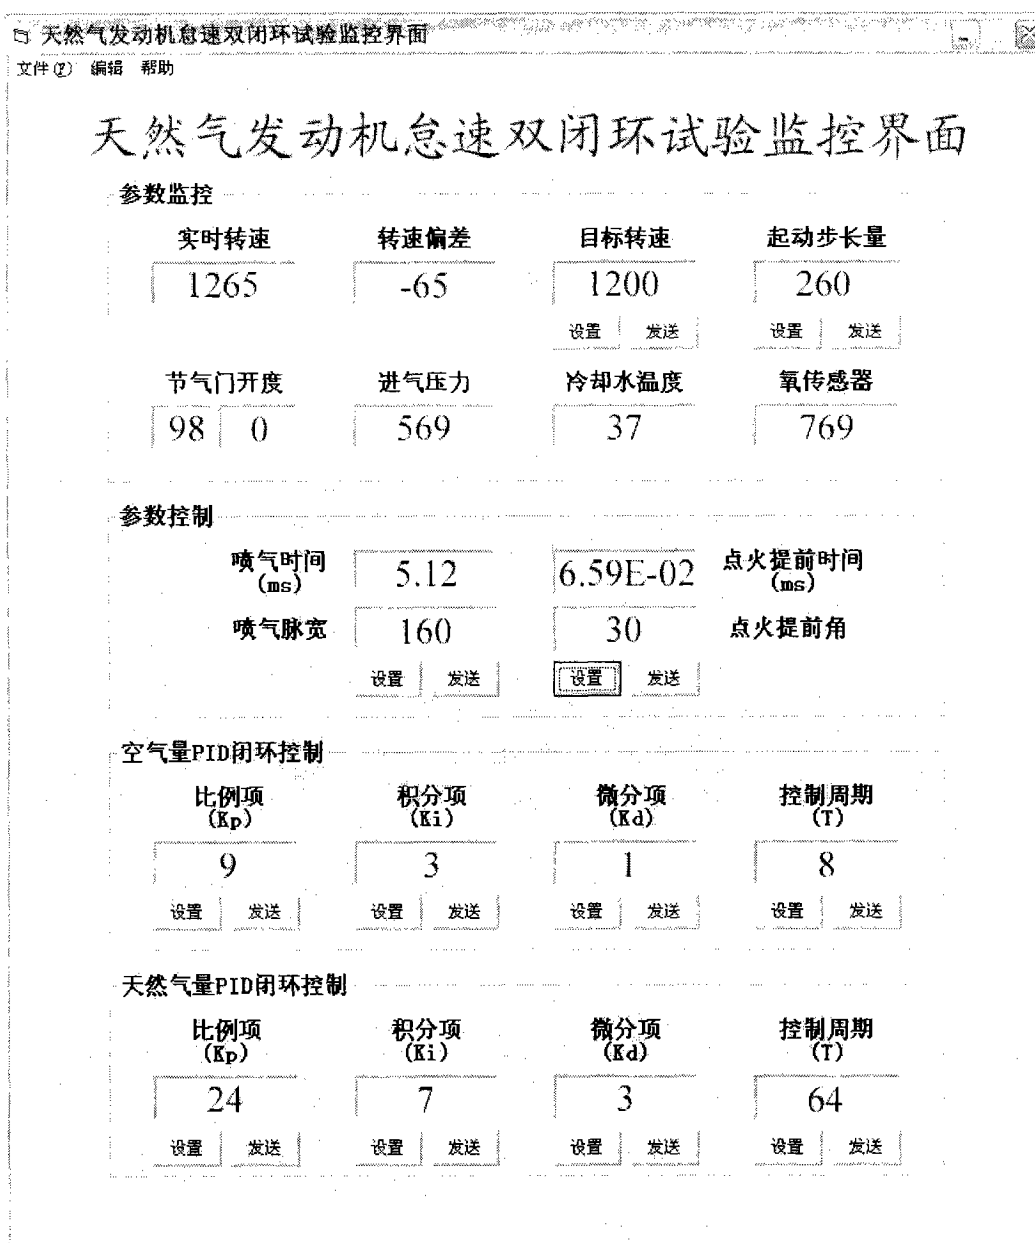 天然气发动机怠速双闭环试验监控界面
文件(F) 编辑 帮助
天然气发动机怠速双闭环试验监控界面
参数监控
实时转速 转速偏差 目标转速 起动步长量
1265 -65 1200 260
设置 发送 设置 发送
节气门开度 进气压力 冷却水温度 氧传感器
98 0 569 37 769
参数控制
喷气时间 (ms) 5.12 6.59E-02 点火提前时间 (ms)
喷气脉宽 160 30 点火提前角
设置 发送 设置 发送
空气量PID闭环控制
比例项 积分项 微分项 控制周期
(Kp) (Ki) (Kd) (T)
9 3 1 8
设置 发送 设置 发送 设置 发送 设置 发送
天然气量PID闭环控制
比例项 积分项 微分项 控制周期
(Kp) (Ki) (Kd) (T)
24 7 3 64
设置 发送 设置 发送 设置 发送 设置 发送